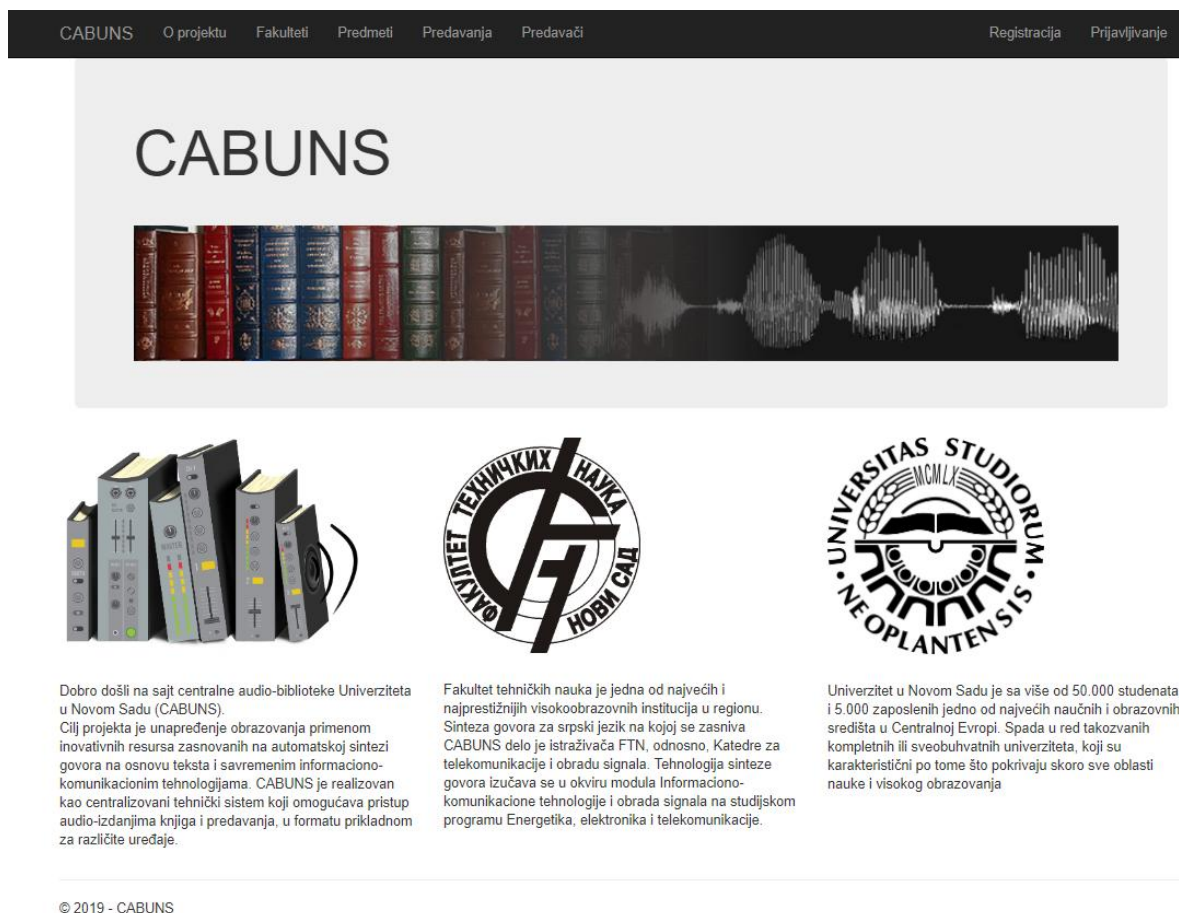 CABUNS O projektu Fakulteti Predmeti Predavanja Predavači Registracija Prijavljivanje
CABUNS
ФАКУЛТЕТ ТЕХНИЧКИХ НАУКА
НОВИ САД
UNIVERSITAS STUDIORUM
MCMLX
NEOPLANTENSIS
Dobro došli na sajt centralne audio-biblioteke Univerziteta
u Novom Sadu (CABUNS).
Cilj projekta je unapređenje obrazovanja primenom
inovativnih resursa zasnovanih na automatskoj sintezi
govora na osnovu teksta i savremenim informaciono-
komunikacionim tehnologijama. CABUNS je realizovan
kao centralizovani tehnički sistem koji omogućava pristup
audio-izdanjima knjiga i predavanja, u formatu prikladnom
za različite uređaje.
Fakultet tehničkih nauka je jedna od najvećih i
najprestižnijih visokoobrazovnih institucija u regionu.
Sinteza govora za srpski jezik na kojoj se zasniva
CABUNS delo je istraživača FTN, odnosno, Katedre za
telekomunikacije i obradu signala. Tehnologija sinteze
govora izučava se u okviru modula Informaciono-
komunikacione tehnologije i obrada signala na studijskom
programu Energetika, elektronika i telekomunikacije.
Univerzitet u Novom Sadu je sa više od 50.000 studenata
i 5.000 zaposlenih jedno od najvećih naučnih i obrazovnih
središta u Centralnoj Evropi. Spada u red takozvanih
kompletnih ili sveobuhvatnih univerziteta, koji su
karakteristični po tome što pokrivaju skoro sve oblasti
nauke i visokog obrazovanja
© 2019 - CABUNS